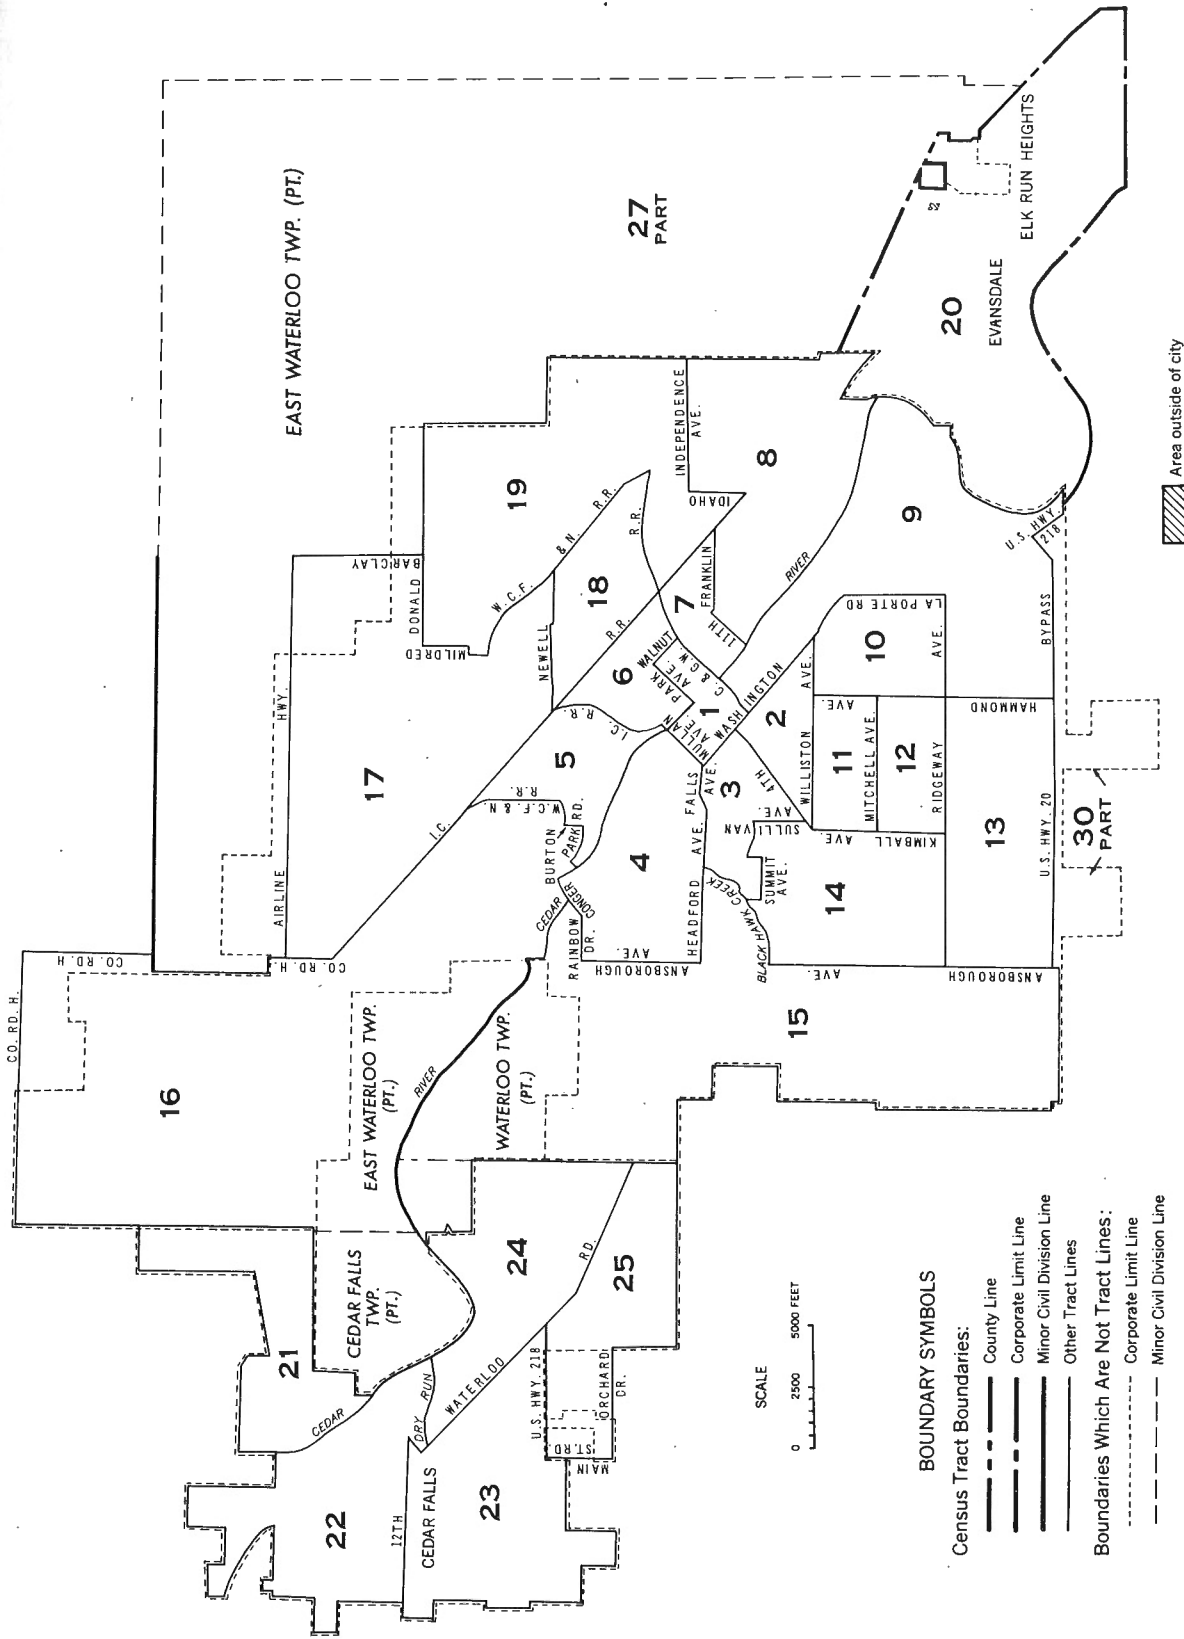 EAST WATERLOO TWP. (PT.)
CO. RD. H.
CO. RD. H
16
AIRLINE
HWY.
CO. RD. H.
17
BARCLAY
DONALD
MILDRED
19
W.C.F.
& N.
R.R.
18
NEWELL
27
PART
INDEPENDENCE
AVE.
IDAHO
8
R.R.
R.R.
7
FRANKLIN
11TH
RIVER
6
WALNUT
PARK
AVE.
C. & G.W.
1
MULLAN
AVE.
WASHINGTON
I.C.
R.R.
I.C.
5
W.C.F. & N
R.R.
BURTON
PARK RD.
CEDAR
CONGER
RAINBOW
DR.
4
ANSBOROUGH
AVE.
HEADFORD AVE.
FALLS
AVE.
3
2
4TH
WILLISTON
AVE.
SULLIVAN
AVE.
SUMMIT
AVE.
BLACK HAWK CREEK
9
10
LA PORTE RD
11
AVE.
MITCHELL AVE.
12
RIDGEWAY
AVE.
KIMBALL
AVE
13
HAMMOND
14
ANSBOROUGH
AVE.
U.S. HWY. 20
BYPASS
U.S. HWY.
218
30
PART
20
EVANSDALE
ELK RUN HEIGHTS
15
EAST WATERLOO TWP.
(PT.)
RIVER
WATERLOO TWP.
(PT.)
CEDAR FALLS
TWP.
(PT.)
21
CEDAR
22
12TH
CEDAR FALLS
23
DRY
RUN
WATERLOO
RD.
24
25
U.S. HWY. 218
ORCHARD
DR.
MAIN
ST. RD.
SCALE
0 2500 5000 FEET
BOUNDARY SYMBOLS
Census Tract Boundaries:
County Line
Corporate Limit Line
Minor Civil Division Line
Other Tract Lines
Boundaries Which Are Not Tract Lines:
Corporate Limit Line
Minor Civil Division Line
Area outside of city